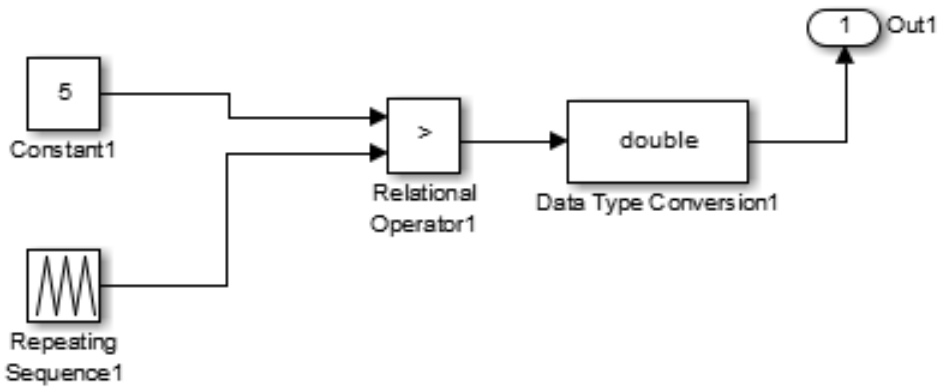 1
Out1
5
Constant1
>
Relational
Operator1
double
Data Type Conversion1
Repeating
Sequence1